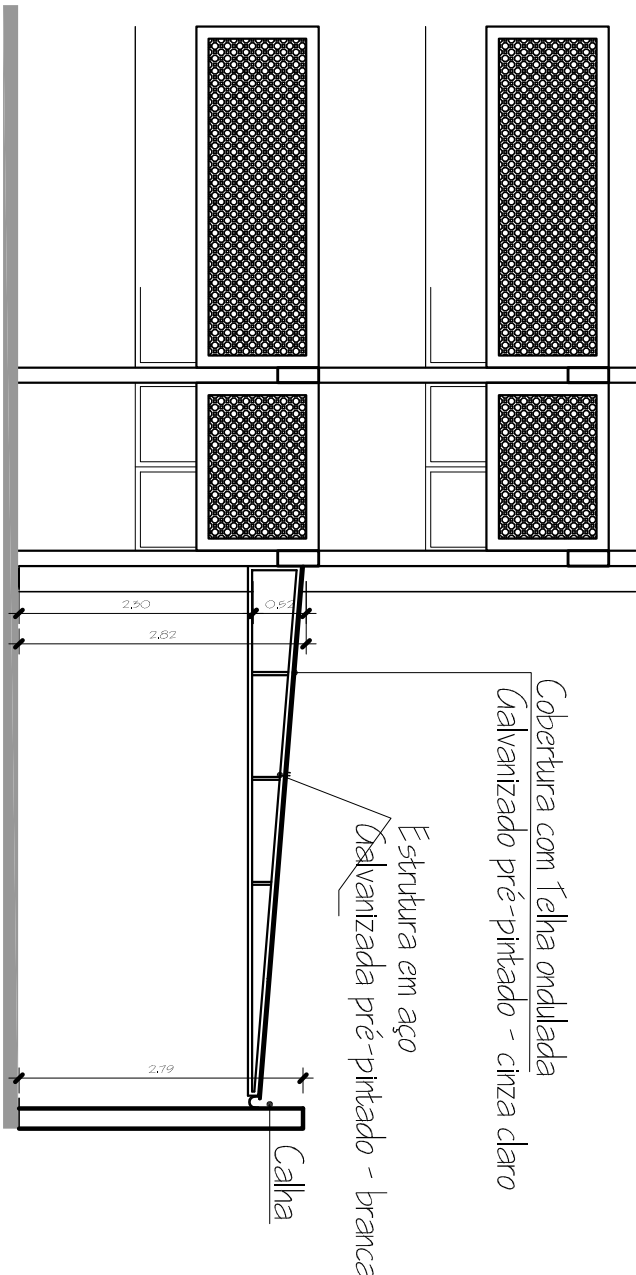 Cobertura com Telha ondulada
Galvanizado pré-pintado - cinza claro
Estrutura em aço
Galvanizada pré-pintado - branca
Calha
2.30
0.52
2.82
2.79